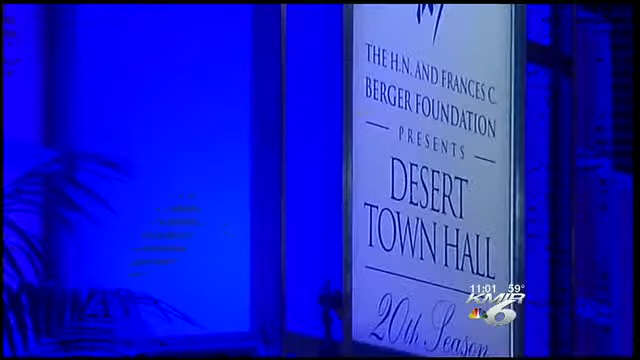 THE H.N. AND FRANCES C.
BERGER FOUNDATION
PRESENTS
DESERT
TOWN HALL
20th Season
11:01 59°
KMIR
6